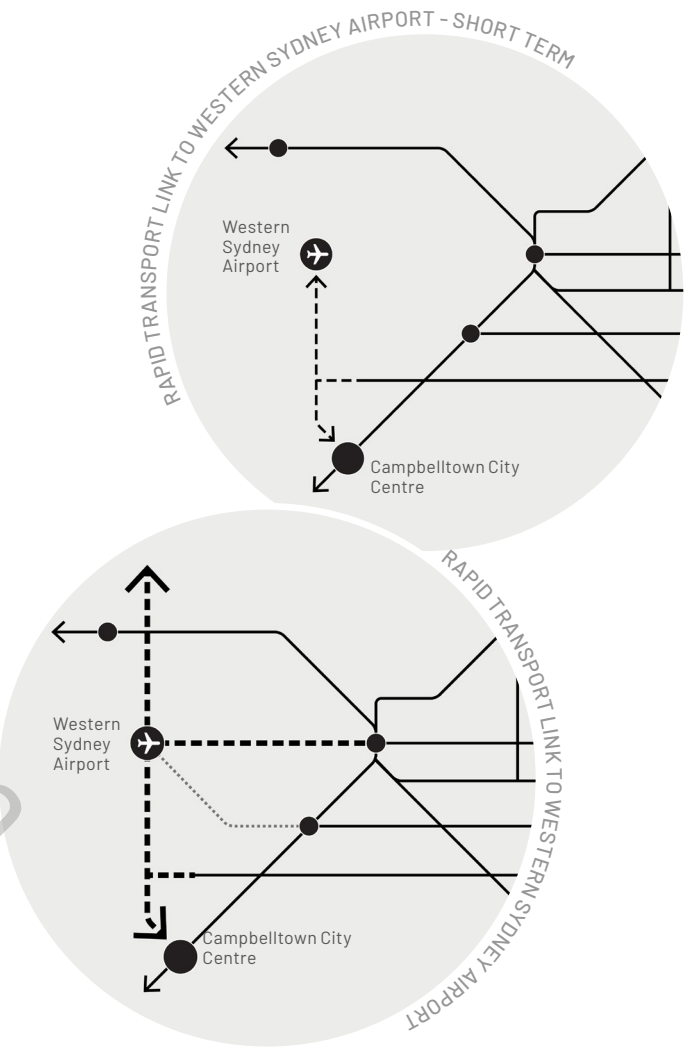 RAPID TRANSPORT LINK TO WESTERN SYDNEY AIRPORT - SHORT TERM
Western
Sydney
Airport
Campbelltown City
Centre
RAPID TRANSPORT LINK TO WESTERN SYDNEY AIRPORT
Western
Sydney
Airport
Campbelltown City
Centre